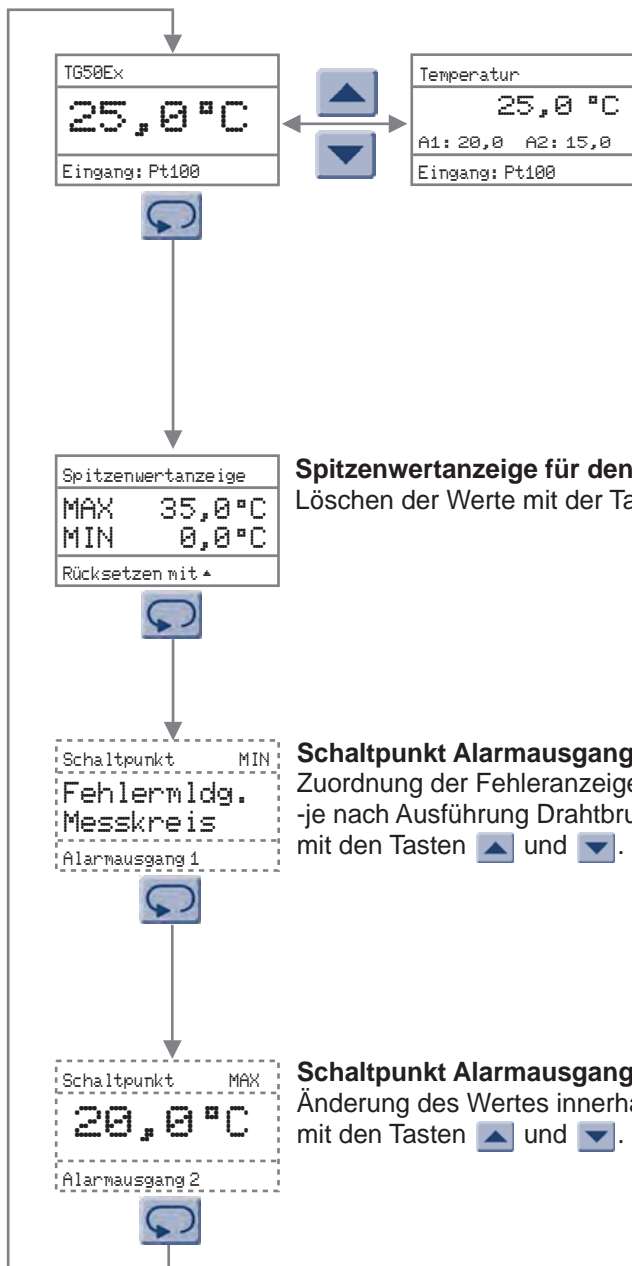 TG50Ex
25,0°C
Eingang: Pt100
Temperatur
25,0 °C
A1: 20,0 A2: 15,0
Eingang: Pt100
Spitzenwertanzeige
MAX 35,0°C
MIN 0,0°C
Rücksetzen mit ▲
Spitzenwertanzeige für den
Löschen der Werte mit der
Schaltpunkt MIN
Fehlermldg.
Messkreis
Alarmausgang 1
Schaltpunkt Alarmausgang
Zuordnung der Fehleranzeige
-je nach Ausführung
mit den Tasten ▲ und ▼.
Schaltpunkt MAX
20,0°C
Alarmausgang 2
Schaltpunkt Alarmausgang
Änderung des Wertes
mit den Tasten ▲ und ▼.